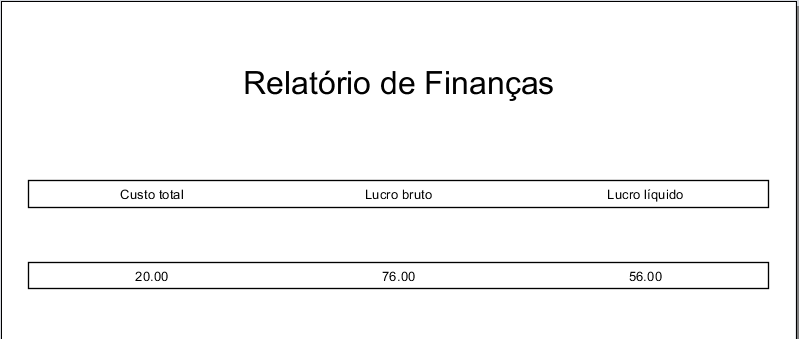 Relatório de Finanças
Custo total Lucro bruto Lucro líquido
20.00 76.00 56.00